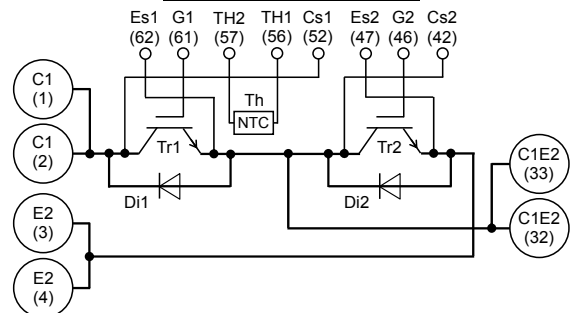 Es1 G1 TH2 TH1 Cs1 Es2 G2 Cs2
(62) (61) (57) (56) (52) (47) (46) (42)
C1
(1)
Th
NTC
C1
(2)
Tr1
Tr2
C1E2
(33)
Di1
Di2
E2
(3)
C1E2
(32)
E2
(4)